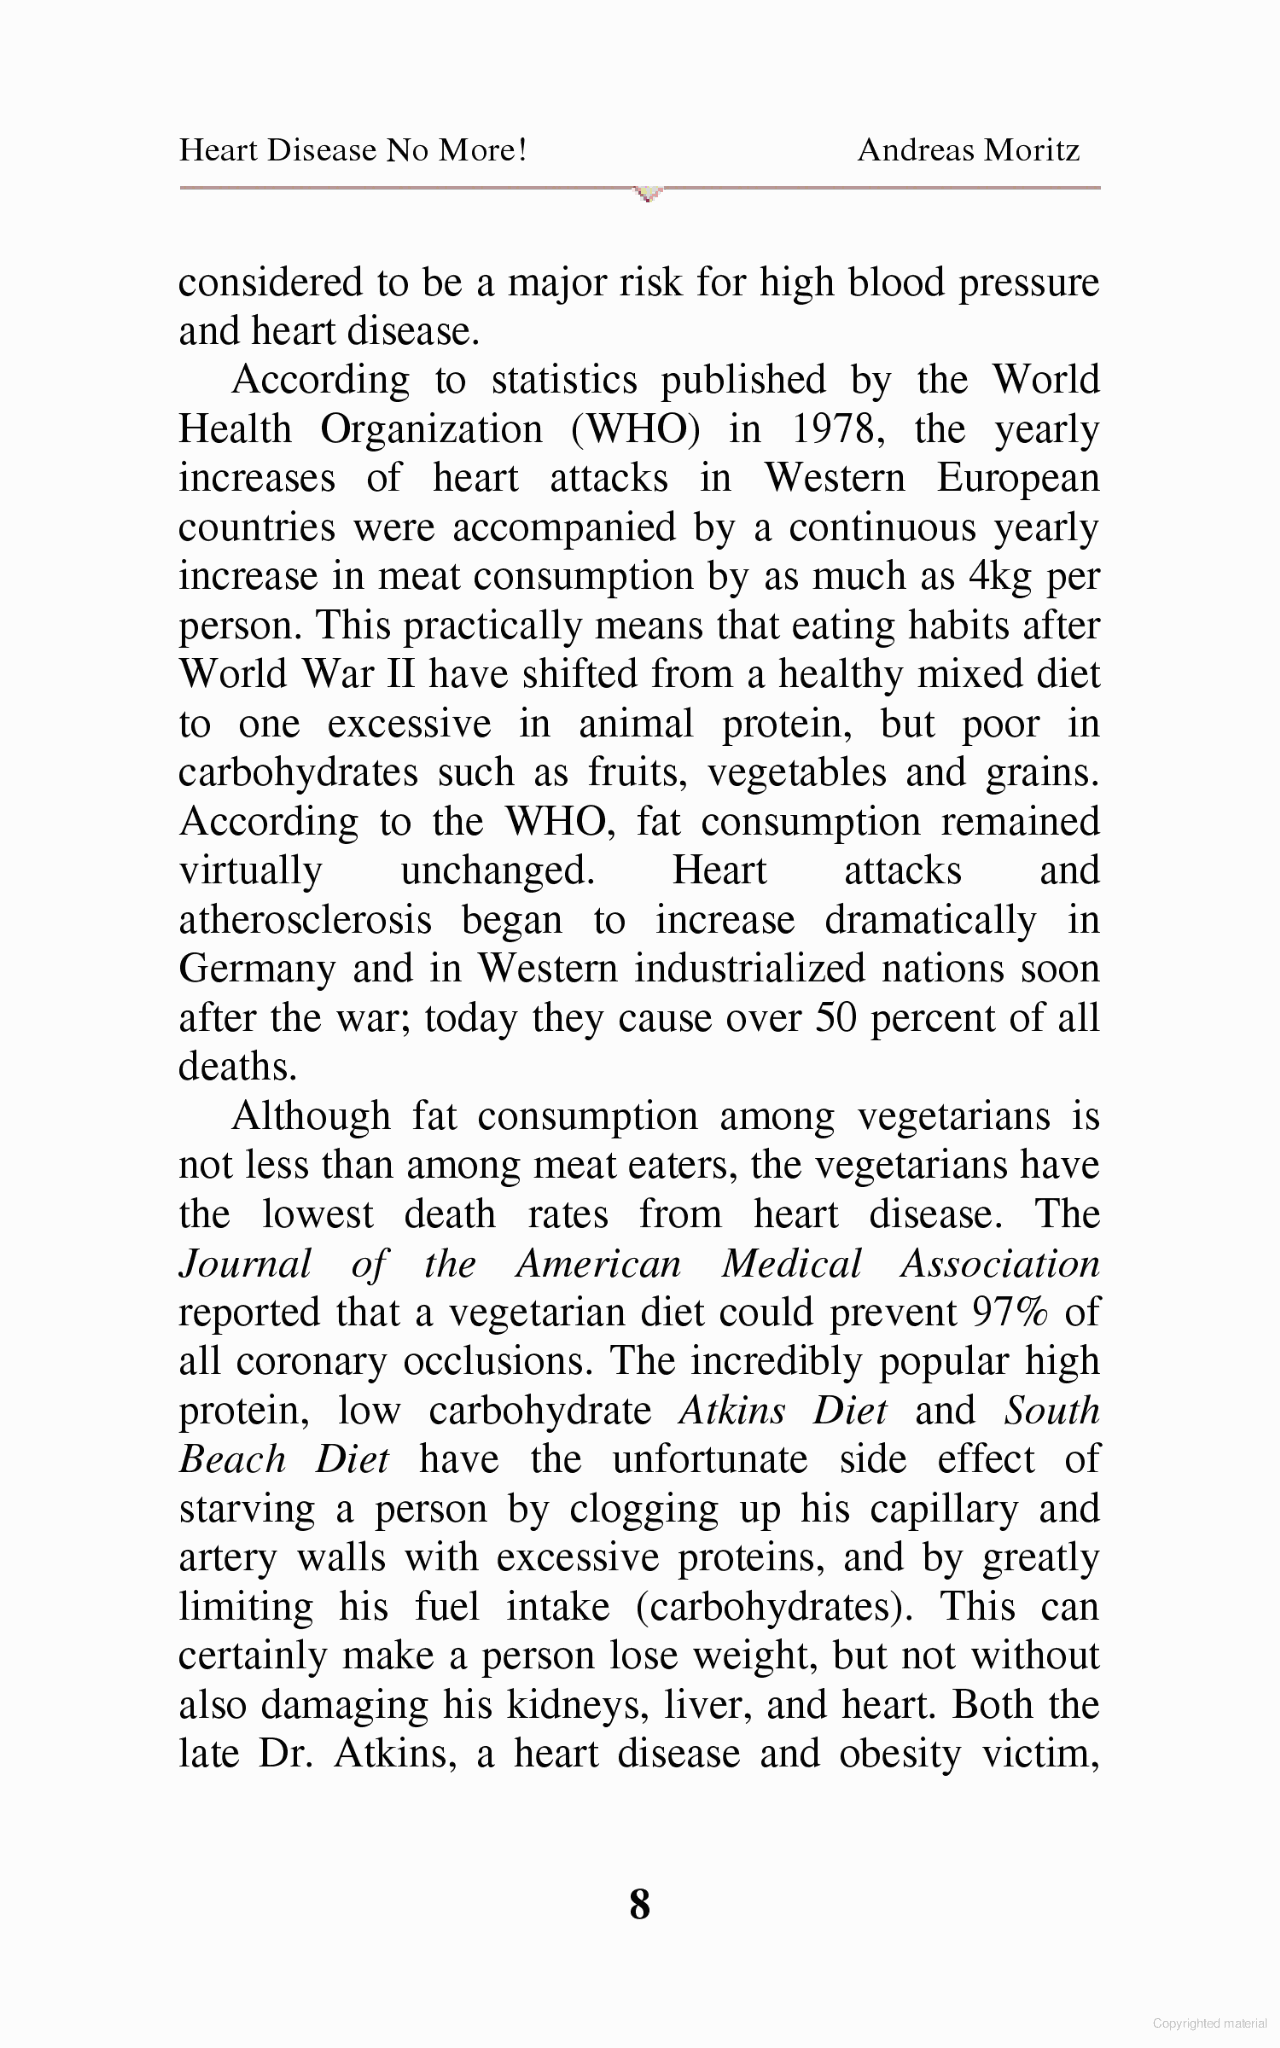 Heart Disease No More! Andreas Moritz
considered to be a major risk for high blood pressure
and heart disease.
According to statistics published by the World
Health Organization (WHO) in 1978, the yearly
increases of heart attacks in Western European
countries were accompanied by a continuous yearly
increase in meat consumption by as much as 4kg per
person. This practically means that eating habits after
World War II have shifted from a healthy mixed diet
to one excessive in animal protein, but poor in
carbohydrates such as fruits, vegetables and grains.
According to the WHO, fat consumption remained
virtually unchanged. Heart attacks and
atherosclerosis began to increase dramatically in
Germany and in Western industrialized nations soon
after the war; today they cause over 50 percent of all
deaths.
Although fat consumption among vegetarians is
not less than among meat eaters, the vegetarians have
the lowest death rates from heart disease. The
Journal of the American Medical Association
reported that a vegetarian diet could prevent 97% of
all coronary occlusions. The incredibly popular high
protein, low carbohydrate Atkins Diet and South
Beach Diet have the unfortunate side effect of
starving a person by clogging up his capillary and
artery walls with excessive proteins, and by greatly
limiting his fuel intake (carbohydrates). This can
certainly make a person lose weight, but not without
also damaging his kidneys, liver, and heart. Both the
late Dr. Atkins, a heart disease and obesity victim,
8
Copyrighted material